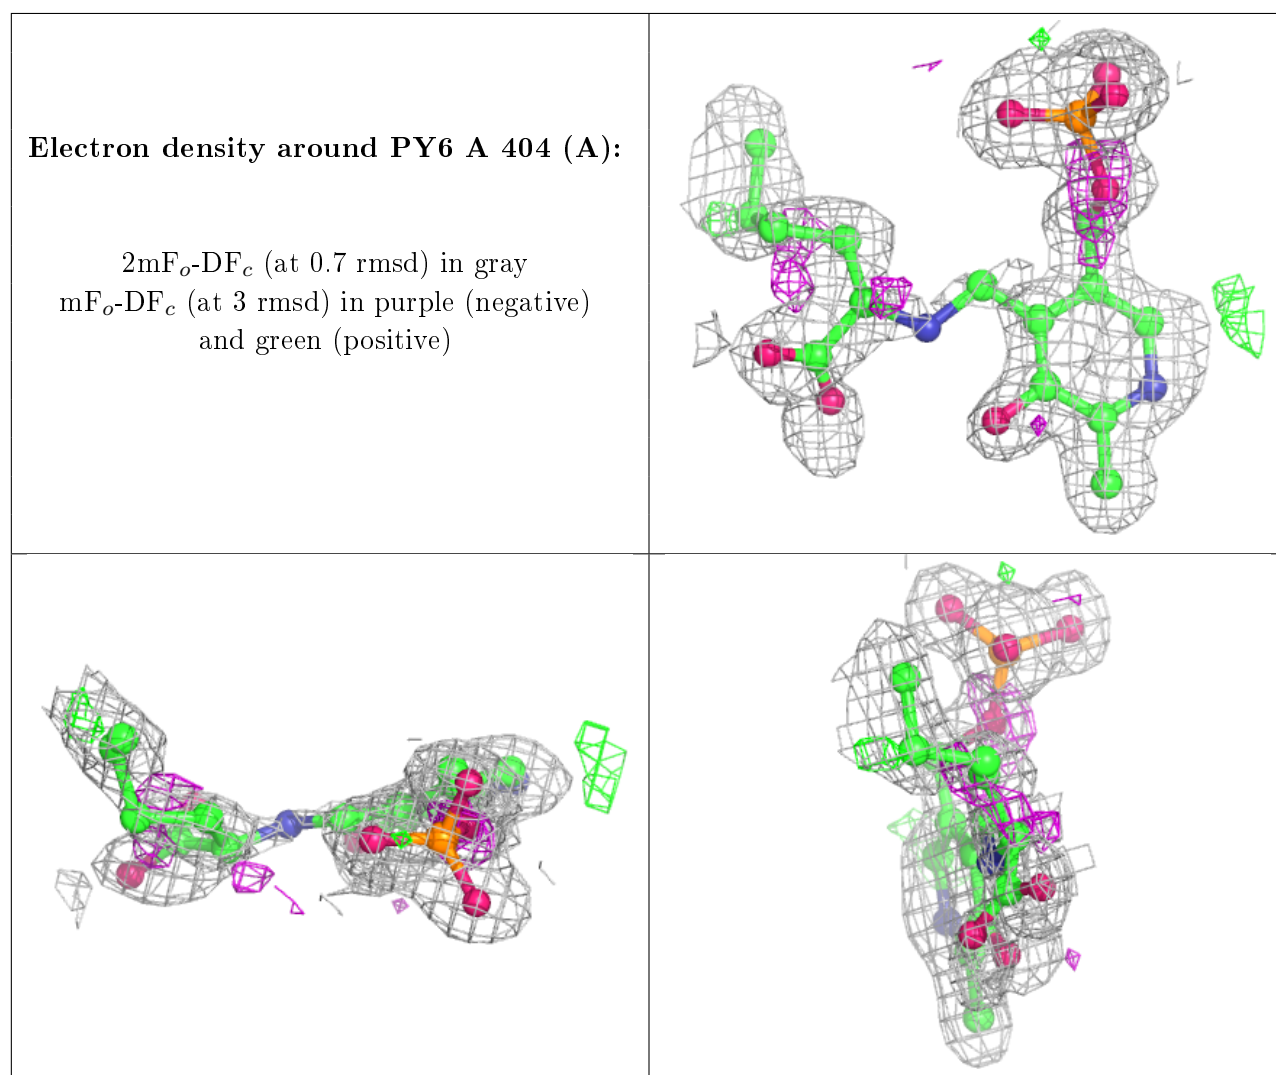 Electron density around PY6 A 404 (A):
2mFo-DFc (at 0.7 rmsd) in gray
mFo-DFc (at 3 rmsd) in purple (negative)
and green (positive)